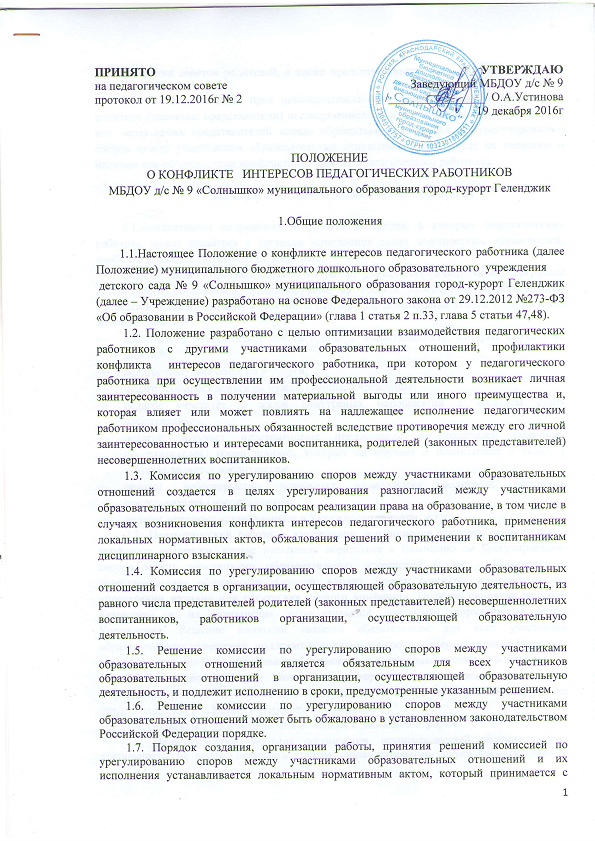 ПРИНЯТО
УТВЕРЖДАЮ
на педагогическом совете
Заведующий МБДОУ д/с № 9
протокол от 19.12.2016г № 2
О.А.Устинова
19 декабря 2016г
"СОЛНЫШКО"
ПОЛОЖЕНИЕ
О КОНФЛИКТЕ ИНТЕРЕСОВ ПЕДАГОГИЧЕСКИХ РАБОТНИКОВ
МБДОУ д/с № 9 «Солнышко» муниципального образования город-курорт Геленджик
1.Общие положения
1.1.Настоящее Положение о конфликте интересов педагогического работника (далее
Положение) муниципального бюджетного дошкольного образовательного учреждения
детского сада № 9 «Солнышко» муниципального образования город-курорт Геленджик
(далее – Учреждение) разработано на основе Федерального закона от 29.12.2012 №273-ФЗ
«Об образовании в Российской Федерации» (глава 1 статья 2 п.33, глава 5 статьи 47,48).
1.2. Положение разработано с целью оптимизации взаимодействия педагогических
работников с другими участниками образовательных отношений, профилактики
конфликта интересов педагогического работника, при котором у педагогического
работника при осуществлении им профессиональной деятельности возникает личная
заинтересованность в получении материальной выгоды или иного преимущества и,
которая влияет или может повлиять на надлежащее исполнение педагогическим
работником профессиональных обязанностей вследствие противоречия между его личной
заинтересованностью и интересами воспитанника, родителей (законных представителей)
несовершеннолетних воспитанников.
1.3. Комиссия по урегулированию споров между участниками образовательных
отношений создается в целях урегулирования разногласий между участниками
образовательных отношений по вопросам реализации права на образование, в том числе в
случаях возникновения конфликта интересов педагогического работника, применения
локальных нормативных актов, обжалования решений о применении к воспитанникам
дисциплинарного взыскания.
1.4. Комиссия по урегулированию споров между участниками образовательных
отношений создается в организации, осуществляющей образовательную деятельность, из
равного числа представителей родителей (законных представителей) несовершеннолетних
воспитанников, работников организации, осуществляющей образовательную
деятельность.
1.5. Решение комиссии по урегулированию споров между участниками
образовательных отношений является обязательным для всех участников
образовательных отношений в организации, осуществляющей образовательную
деятельность, и подлежит исполнению в сроки, предусмотренные указанным решением.
1.6. Решение комиссии по урегулированию споров между участниками
образовательных отношений может быть обжаловано в установленном законодательством
Российской Федерации порядке.
1.7. Порядок создания, организации работы, принятия решений комиссией по
урегулированию споров между участниками образовательных отношений и их
исполнения устанавливается локальным нормативным актом, который принимается с
1